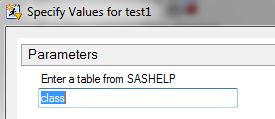 Specify Values for test1
Parameters
Enter a table from SASHELP
class